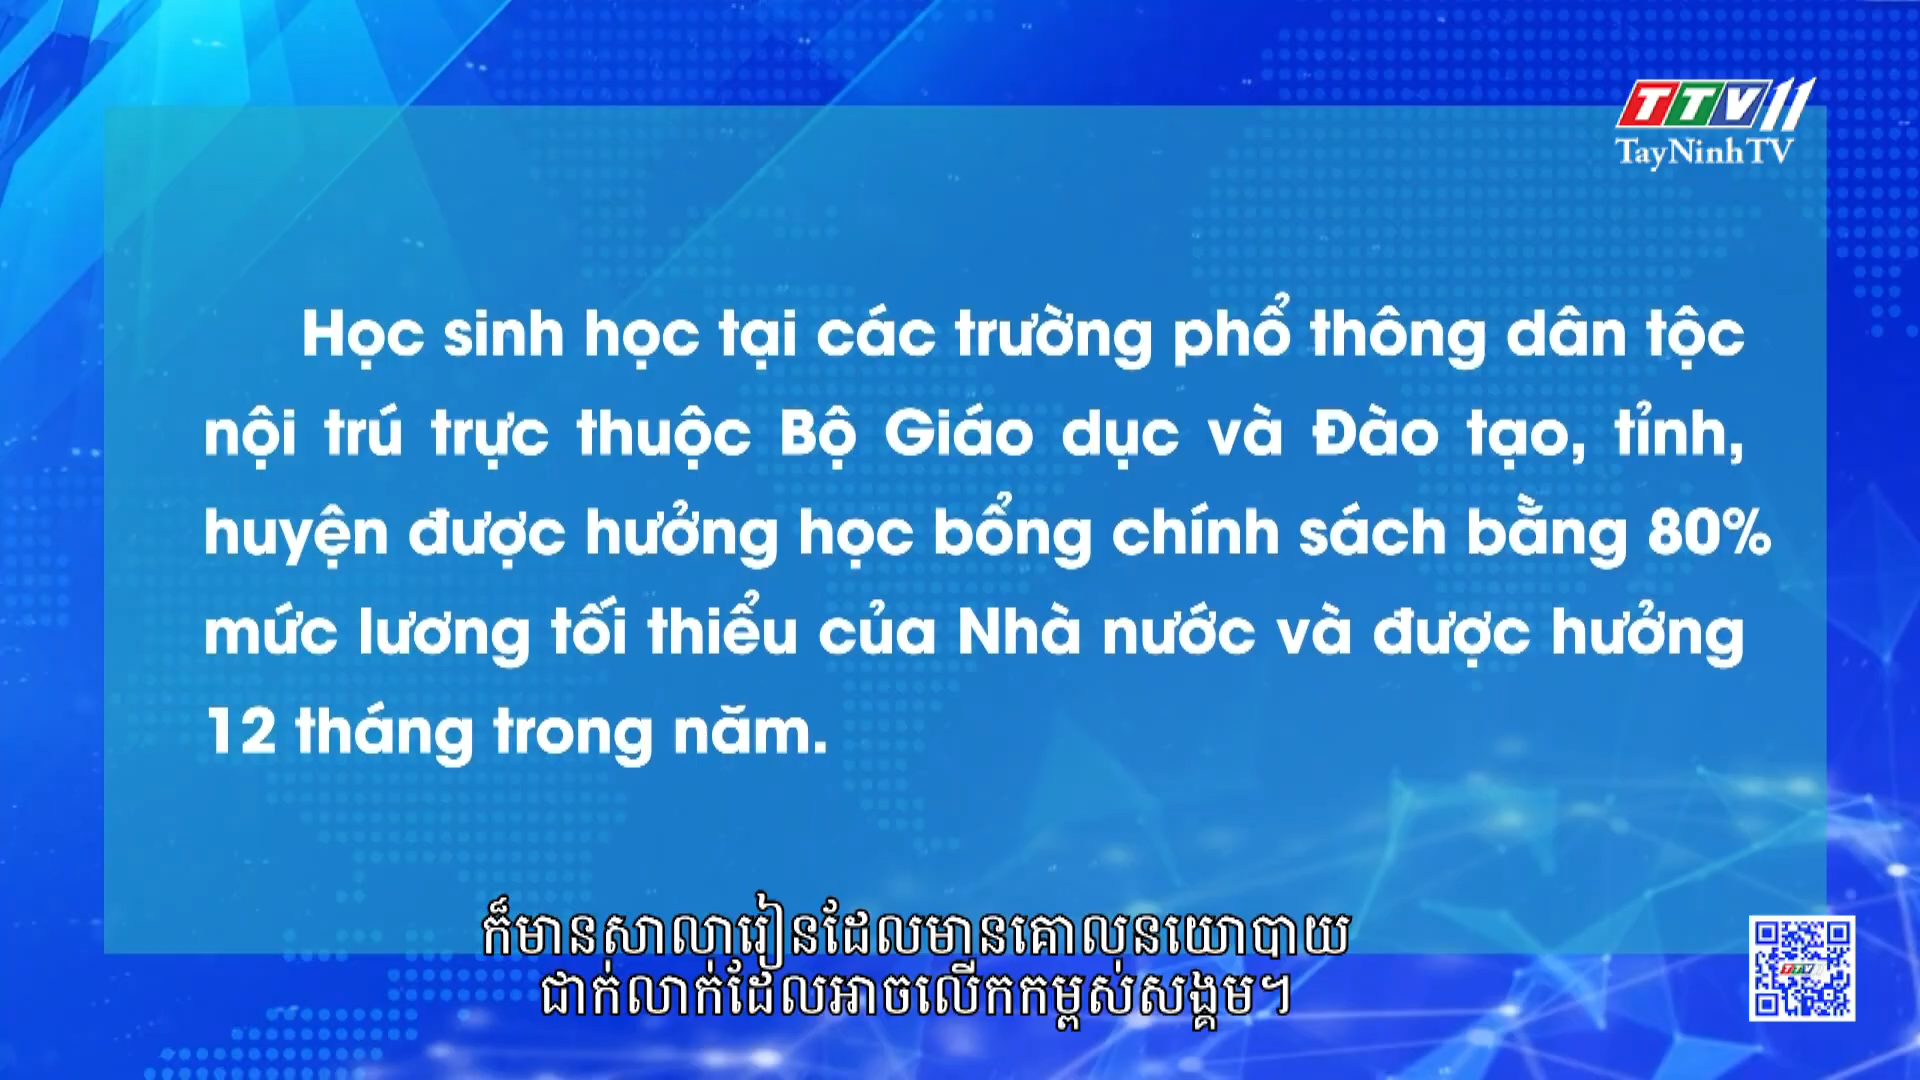 TTV11
TayNinhTV
Học sinh học tại các trường phổ thông dân tộc
nội trú trực thuộc Bộ Giáo dục và Đào tạo, tỉnh,
huyện được hưởng học bổng chính sách bằng 80%
mức lương tối thiểu của Nhà nước và được hưởng
12 tháng trong năm.
ក៏មានសាលារៀនដែលមានគោលនយោបាយ
ជាក់លាក់ដែលអាចលើកកម្ពស់សង្គម។
TTV